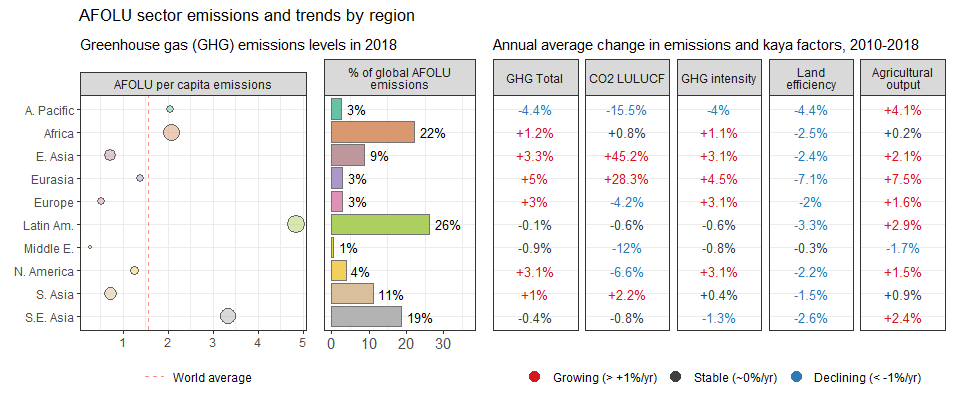 AFOLU sector emissions and trends by region
Greenhouse gas (GHG) emissions levels in 2018
Annual average change in emissions and kaya factors, 2010-2018
AFOLU per capita emissions
% of global AFOLU
emissions
GHG Total
CO2 LULUCF
GHG intensity
Land
efficiency
Agricultural
output
A. Pacific 3% -4.4% -15.5% -4% -4.4% +4.1%
Africa 22% +1.2% +0.8% +1.1% -2.5% +0.2%
E. Asia 9% +3.3% +45.2% +3.1% -2.4% +2.1%
Eurasia 3% +5% +28.3% +4.5% -7.1% +7.5%
Europe 3% +3% -4.2% +3.1% -2% +1.6%
Latin Am. 26% -0.1% -0.6% -0.6% -3.3% +2.9%
Middle E. 1% -0.9% -12% -0.8% -0.3% -1.7%
N. America 4% +3.1% -6.6% +3.1% -2.2% +1.5%
S. Asia 11% +1% +2.2% +0.4% -1.5% +0.9%
S.E. Asia 19% -0.4% -0.8% -1.3% -2.6% +2.4%
1 2 3 4 5
0 10 20 30
World average
Growing (> +1%/yr) Stable (~0%/yr) Declining (< -1%/yr)